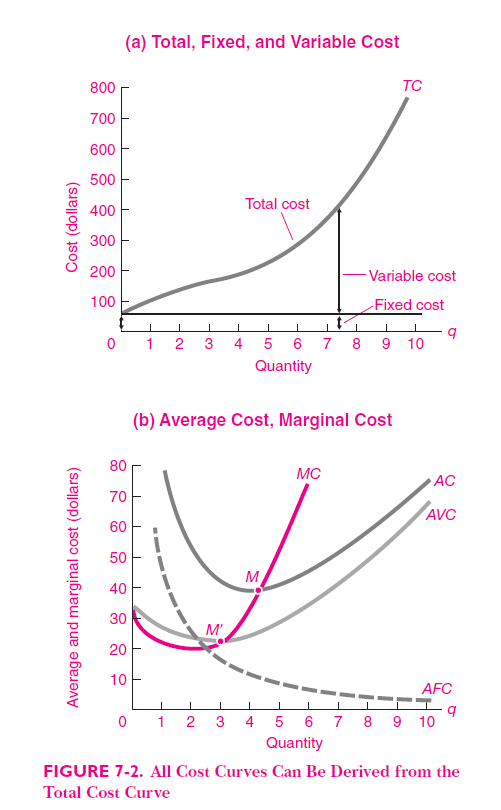 (a) Total, Fixed, and Variable Cost
TC
800
700
600
500
400
300
200
100
Cost (dollars)
Total cost
Variable cost
Fixed cost
q
0 1 2 3 4 5 6 7 8 9 10
Quantity
(b) Average Cost, Marginal Cost
80
70
60
50
40
30
20
10
Average and marginal cost (dollars)
MC
AC
AVC
M
M'
AFC
q
0 1 2 3 4 5 6 7 8 9 10
Quantity
FIGURE 7-2. All Cost Curves Can Be Derived from the
Total Cost Curve